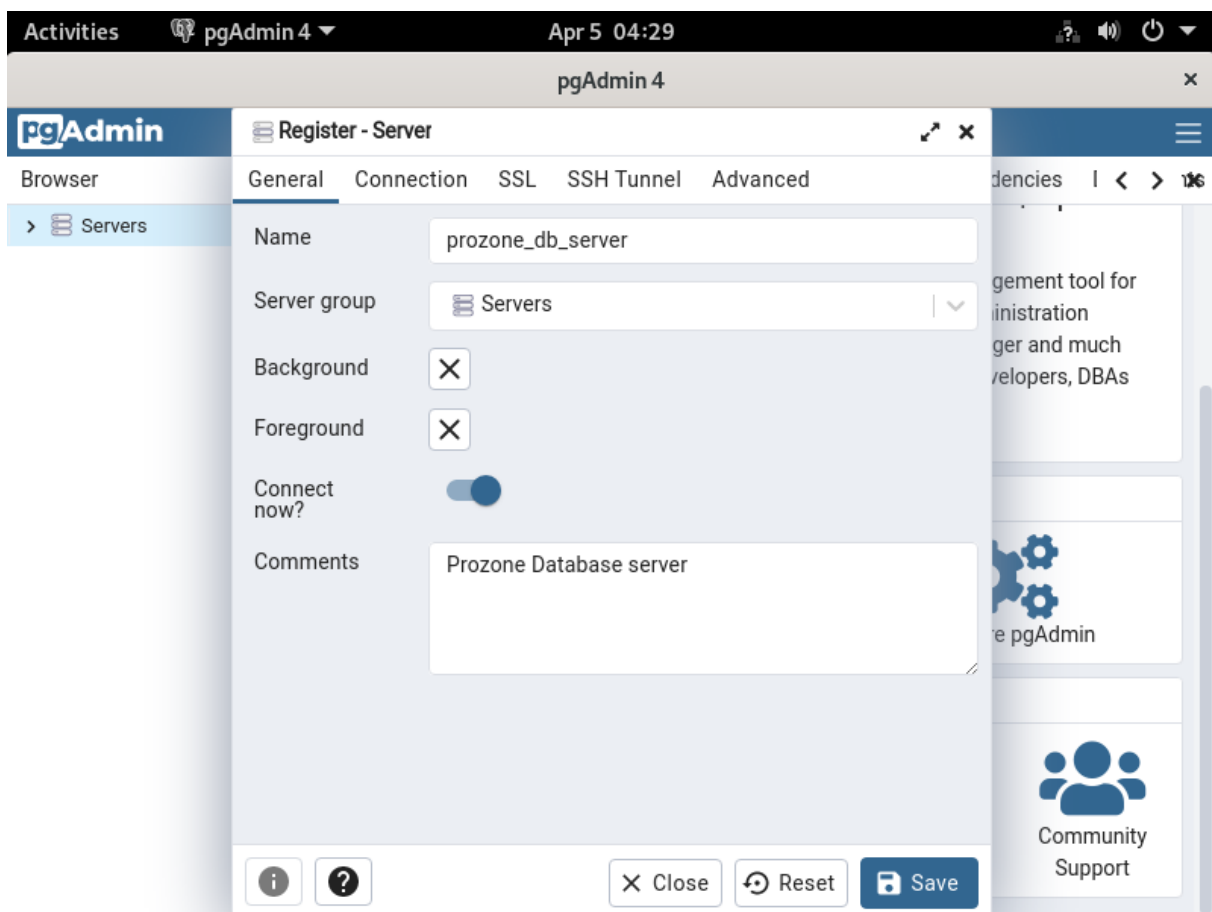 Activities pgAdmin 4 Apr 5 04:29
pgAdmin 4
pgAdmin
Register - Server
Browser
General Connection SSL SSH Tunnel Advanced
dencies
Servers
Name prozone_db_server
Server group Servers
gement tool for
inistration
ger and much
velopers, DBAs
Background
Foreground
Connect
now?
Comments Prozone Database server
e pgAdmin
Community
Support
Close Reset Save